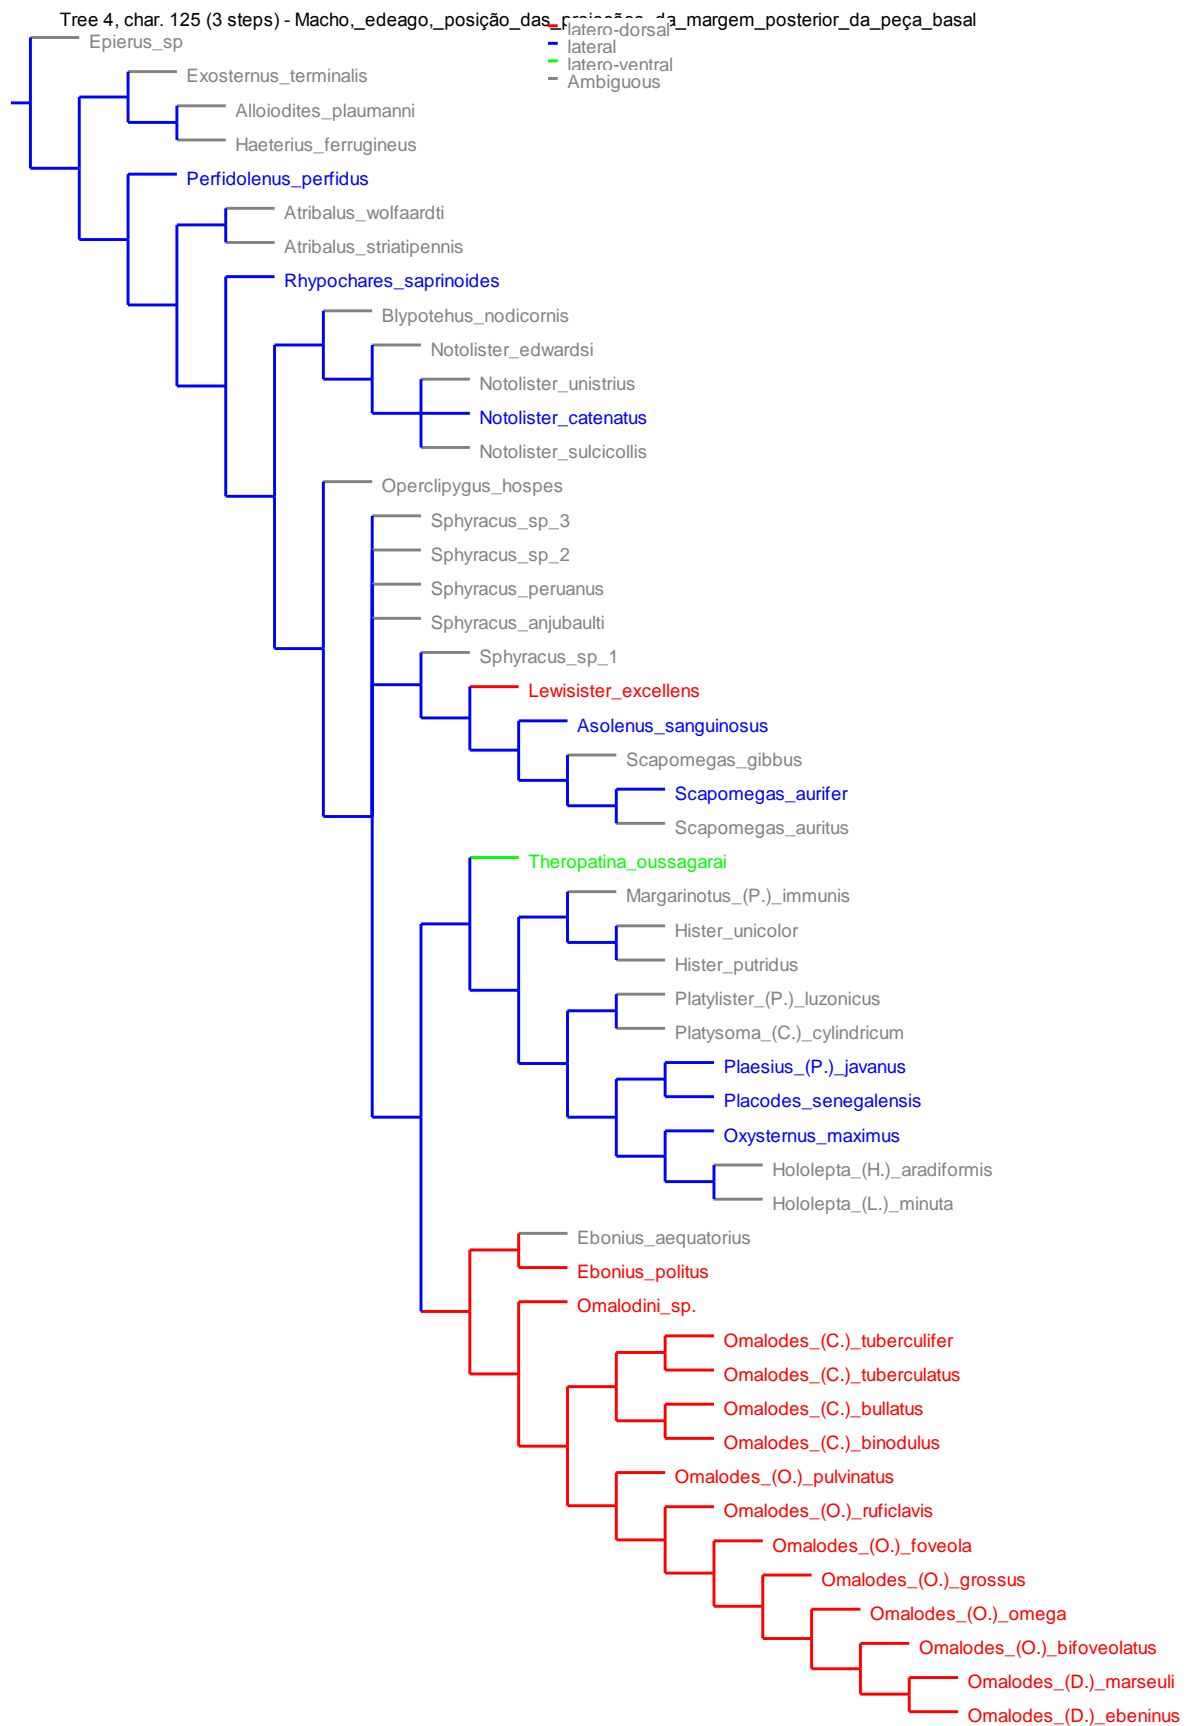 Tree 4, char. 125 (3 steps) - Macho,_edeago,_posição_das_projeções_da_margem_posterior_da_peça_basal
latero-dorsal
lateral
latero-ventral
Ambiguous
Epierus_sp
Exosternus_terminalis
Alloiodites_plaumanni
Haeterius_ferrugineus
Perfidolenus_perfidus
Atribalus_wolfaardti
Atribalus_striatipennis
Rhypochares_saprinoides
Blypotehus_nodicornis
Notolister_edwardsi
Notolister_unistrius
Notolister_catenatus
Notolister_sulcicollis
Operclipygus_hospes
Sphyracus_sp_3
Sphyracus_sp_2
Sphyracus_peruanus
Sphyracus_anjubaulti
Sphyracus_sp_1
Lewisister_excellens
Asolenus_sanguinosus
Scapomegas_gibbus
Scapomegas_aurifer
Scapomegas_auritus
Theropatina_oussagarai
Margarinotus_(P.)_immunis
Hister_unicolor
Hister_putridus
Platylister_(P.)_luzonicus
Platysoma_(C.)_cylindricum
Plaesius_(P.)_javanus
Placodes_senegalensis
Oxysternus_maximus
Hololepta_(H.)_aradiformis
Hololepta_(L.)_minuta
Ebonius_aequatorius
Ebonius_politus
Omalodini_sp.
Omalodes_(C.)_tuberculifer
Omalodes_(C.)_tuberculatus
Omalodes_(C.)_bullatus
Omalodes_(C.)_binodulus
Omalodes_(O.)_pulvinatus
Omalodes_(O.)_ruficlavis
Omalodes_(O.)_foveola
Omalodes_(O.)_grossus
Omalodes_(O.)_omega
Omalodes_(O.)_bifoveolatus
Omalodes_(D.)_marseuli
Omalodes_(D.)_ebeninus